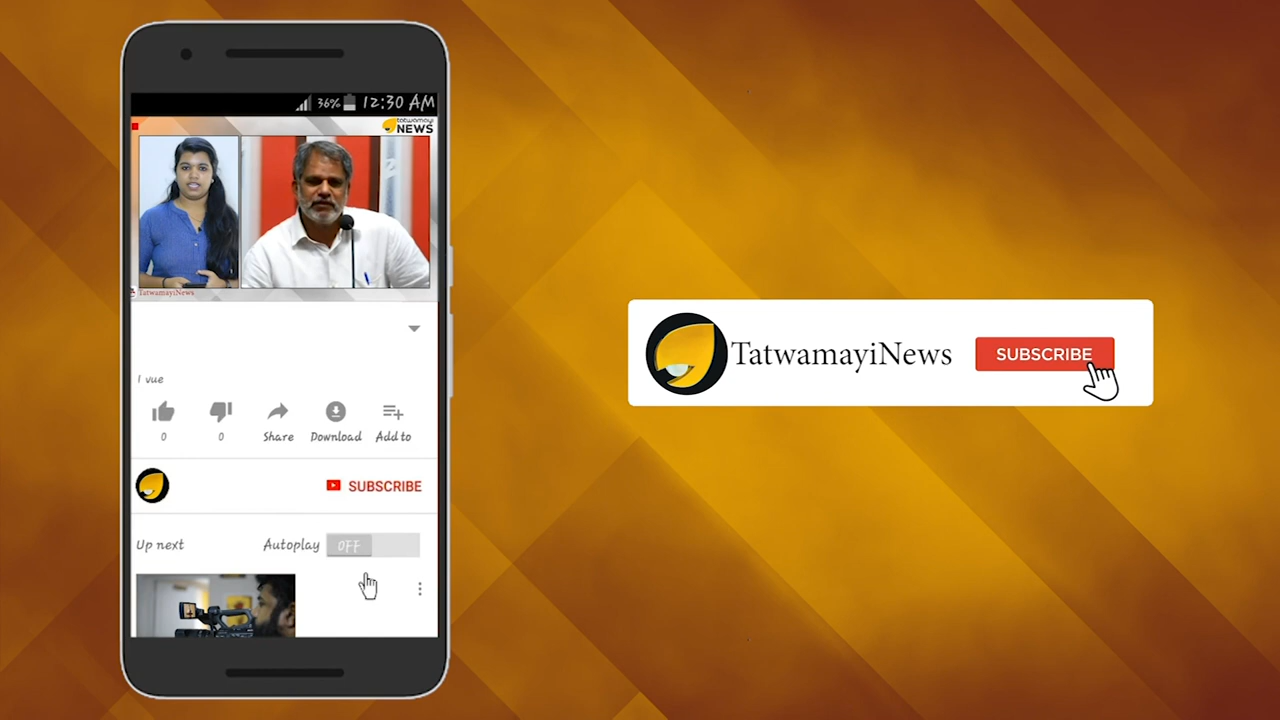 36% 12:30 AM
tatwamayi
NEWS
TatwamayiNews
1 vue
0 0 Share Download Add to
SUBSCRIBE
Up next Autoplay OFF
TatwamayiNews SUBSCRIBE